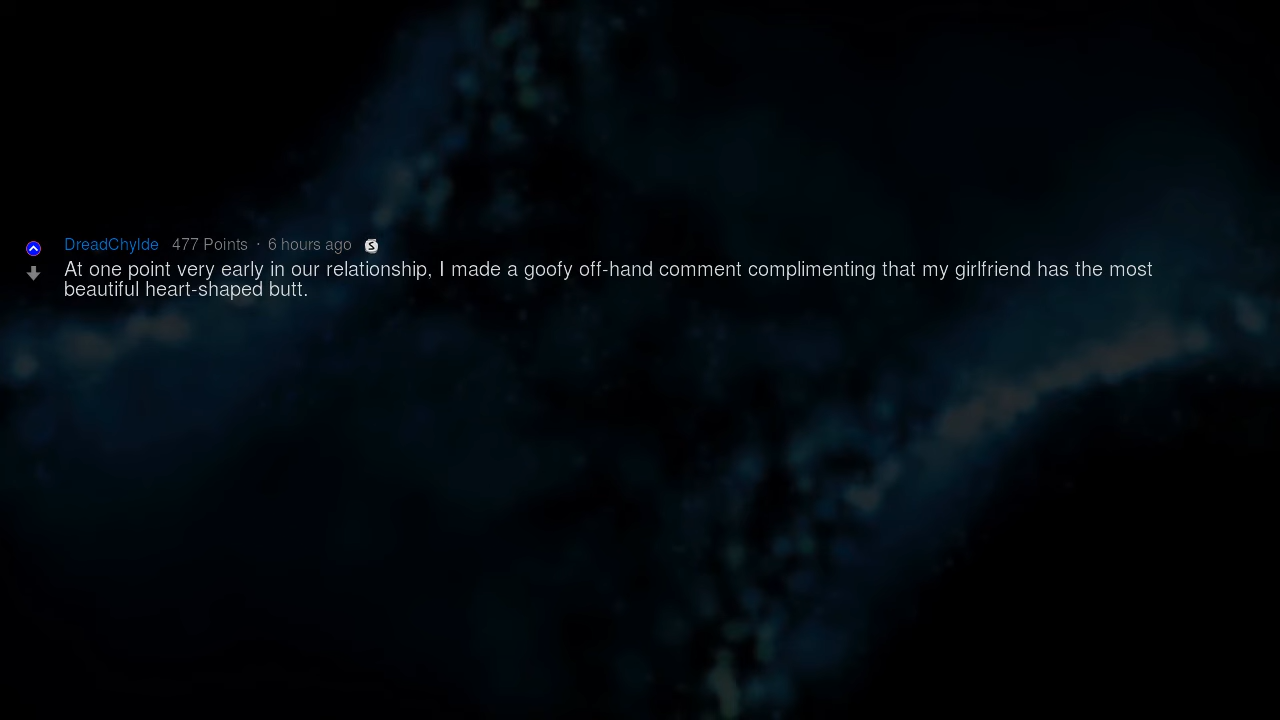 DreadChylde 477 Points · 6 hours ago S
At one point very early in our relationship, I made a goofy off-hand comment complimenting that my girlfriend has the most
beautiful heart-shaped butt.